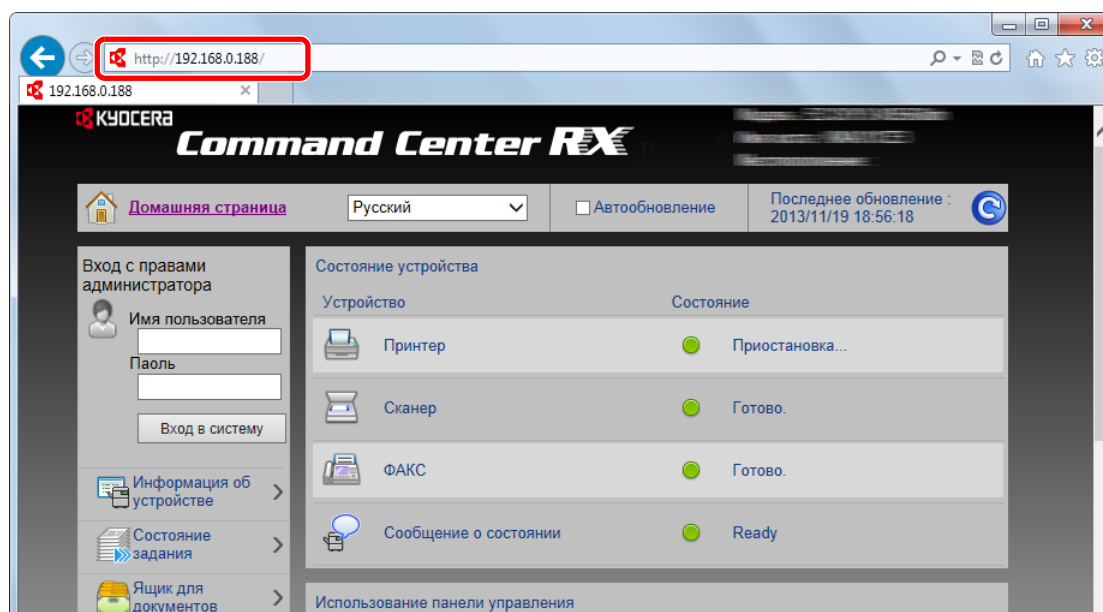 http://192.168.0.188/
192.168.0.188
KYOCERA
Command Center RX
Домашняя страница
Русский
Автообновление
Последнее обновление :
2013/11/19 18:56:18
Вход с правами
администратора
Имя пользователя
Паоль
Вход в систему
Информация об
устройстве
Состояние
задания
Ящик для
документов
Состояние устройства
Устройство Состояние
Принтер Приостановка...
Сканер Готово.
ФАКС Готово.
Сообщение о состоянии Ready
Использование панели управления